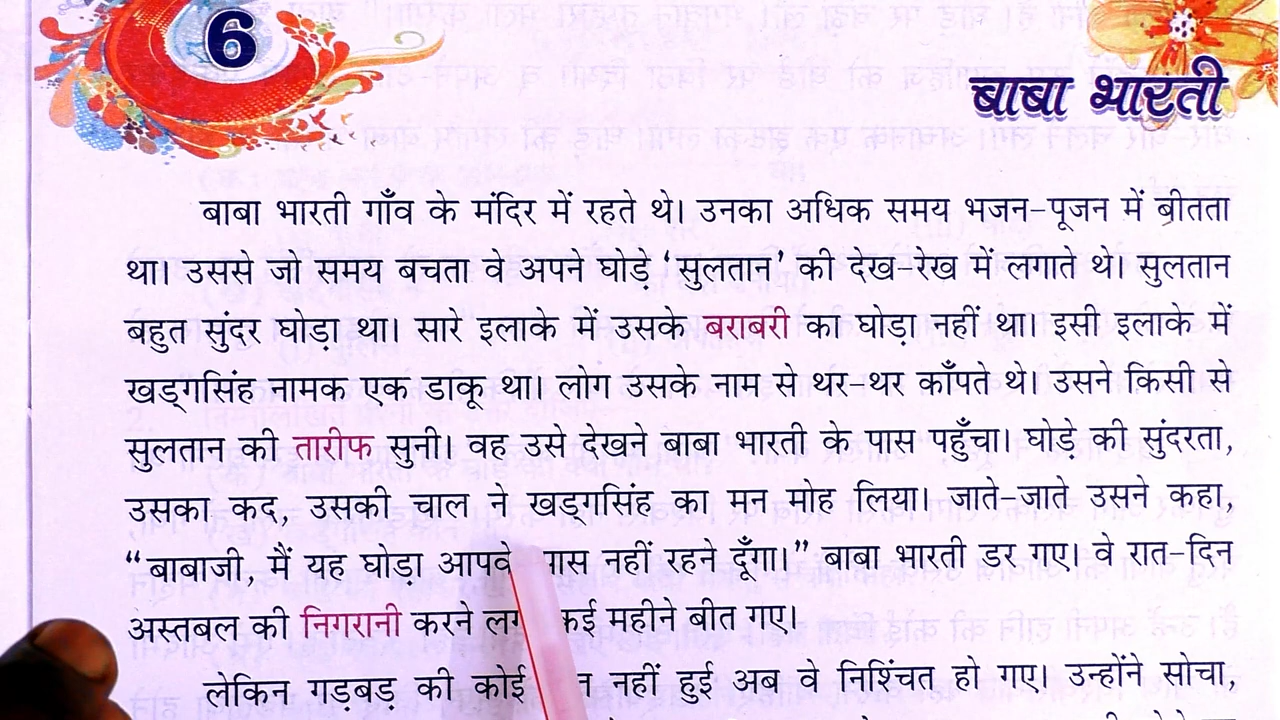 6
बाबा भारती
बाबा भारती गाँव के मंदिर में रहते थे। उनका अधिक समय भजन-पूजन में बीतता
था। उससे जो समय बचता वे अपने घोड़े ‘सुलतान’ की देख-रेख में लगाते थे। सुलतान
बहुत सुंदर घोड़ा था। सारे इलाके में उसके बराबरी का घोड़ा नहीं था। इसी इलाके में
खड्गसिंह नामक एक डाकू था। लोग उसके नाम से थर-थर काँपते थे। उसने किसी से
सुलतान की तारीफ सुनी। वह उसे देखने बाबा भारती के पास पहुँचा। घोड़े की सुंदरता,
उसका कद, उसकी चाल ने खड्गसिंह का मन मोह लिया। जाते-जाते उसने कहा,
“बाबाजी, मैं यह घोड़ा नहीं रहने दूँगा।” बाबा भारती डर गए। वे रात-दिन
अस्तबल की निगरानी करने कई महीने बीत गए।
लेकिन गड़बड़ की कोई नहीं हुई अब वे निश्चिंत हो गए। उन्होंने सोचा,